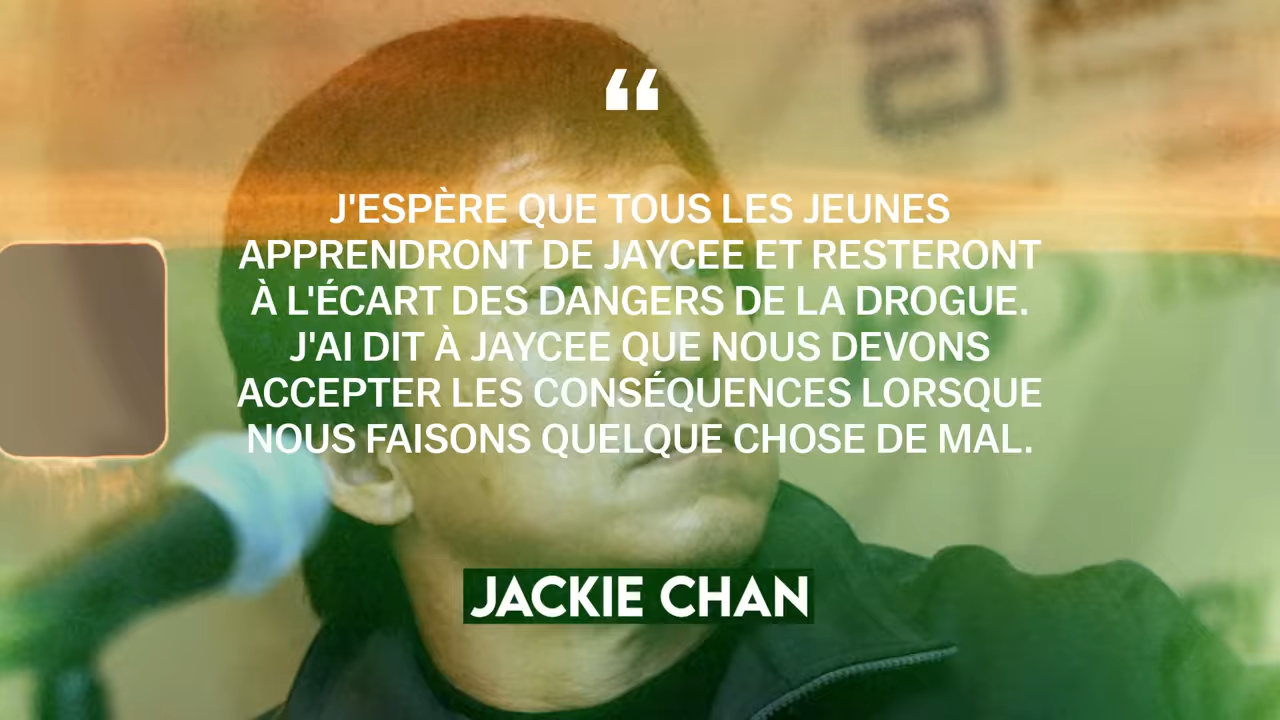 “
J'ESPÈRE QUE TOUS LES JEUNES
APPRENDRONT DE JAYCEE ET RESTERONT
À L'ÉCART DES DANGERS DE LA DROGUE.
J'AI DIT À JAYCEE QUE NOUS DEVONS
ACCEPTER LES CONSÉQUENCES LORSQUE
NOUS FAISONS QUELQUE CHOSE DE MAL.
JACKIE CHAN